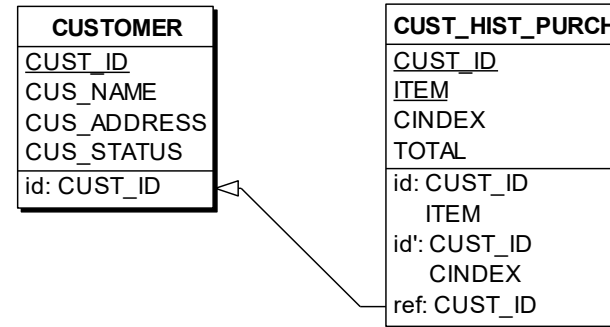 CUSTOMER
CUST_ID
CUS_NAME
CUS_ADDRESS
CUS_STATUS
id: CUST_ID
CUST_HIST_PURCH
CUST_ID
ITEM
CINDEX
TOTAL
id: CUST_ID
ITEM
id': CUST_ID
CINDEX
ref: CUST_ID